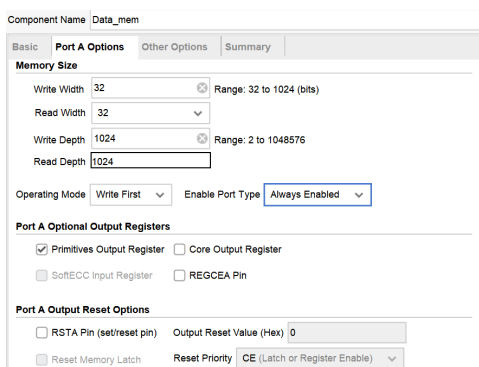 Component Name Data_mem
Basic Port A Options Other Options Summary
Memory Size
Write Width 32 Range: 32 to 1024 (bits)
Read Width 32
Write Depth 1024 Range: 2 to 1048576
Read Depth 1024
Operating Mode Write First Enable Port Type Always Enabled
Port A Optional Output Registers
Primitives Output Register Core Output Register
SoftECC Input Register REGCEA Pin
Port A Output Reset Options
RSTA Pin (set/reset pin) Output Reset Value (Hex) 0
Reset Memory Latch Reset Priority CE (Latch or Register Enable)